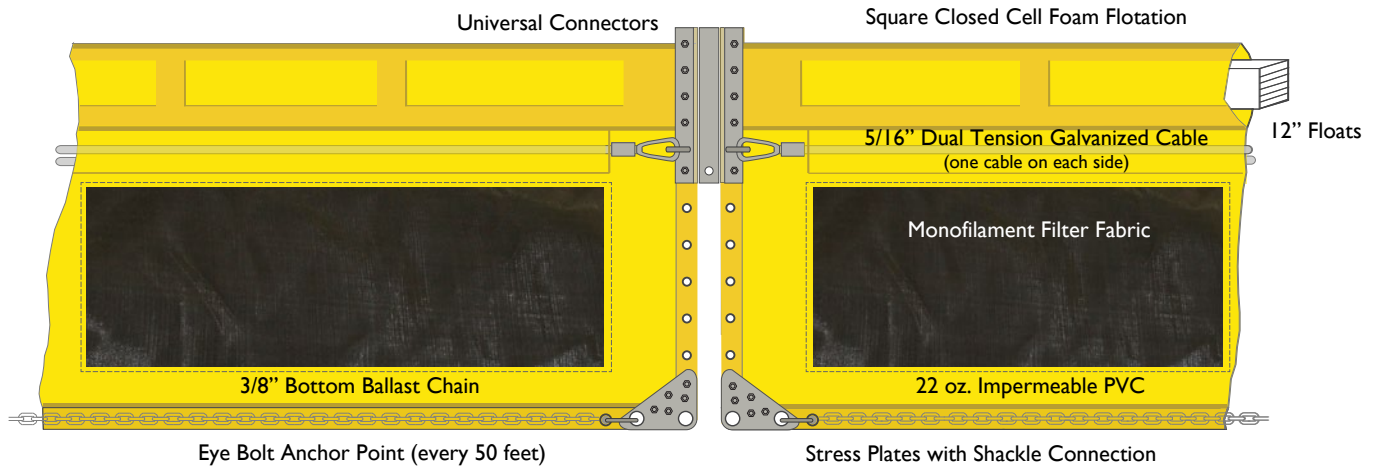 Universal Connectors
Square Closed Cell Foam Flotation
12” Floats
5/16” Dual Tension Galvanized Cable
(one cable on each side)
Monofilament Filter Fabric
3/8” Bottom Ballast Chain
22 oz. Impermeable PVC
Eye Bolt Anchor Point (every 50 feet)
Stress Plates with Shackle Connection